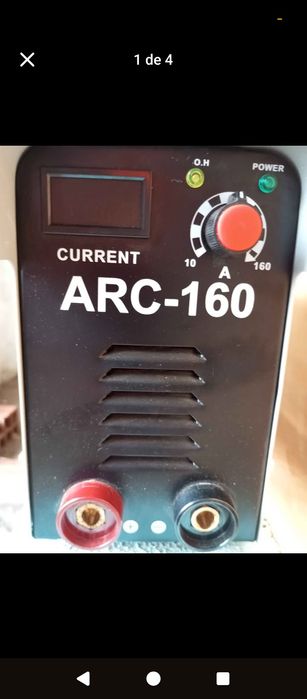 1 de 4
O.H
POWER
CURRENT
10
A
160
ARC-160
+ -